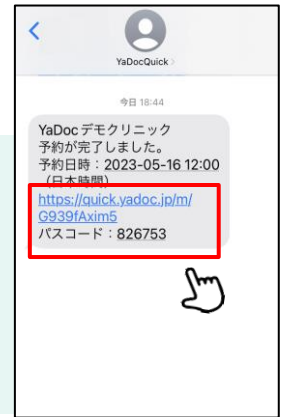 YaDocQuick
今日 18:44
YaDoc デモクリニック
予約が完了しました。
予約日時：2023-05-16 12:00
（日本時間）
https://quick.yadoc.jp/m/
G939fAxim5
パスコード：826753